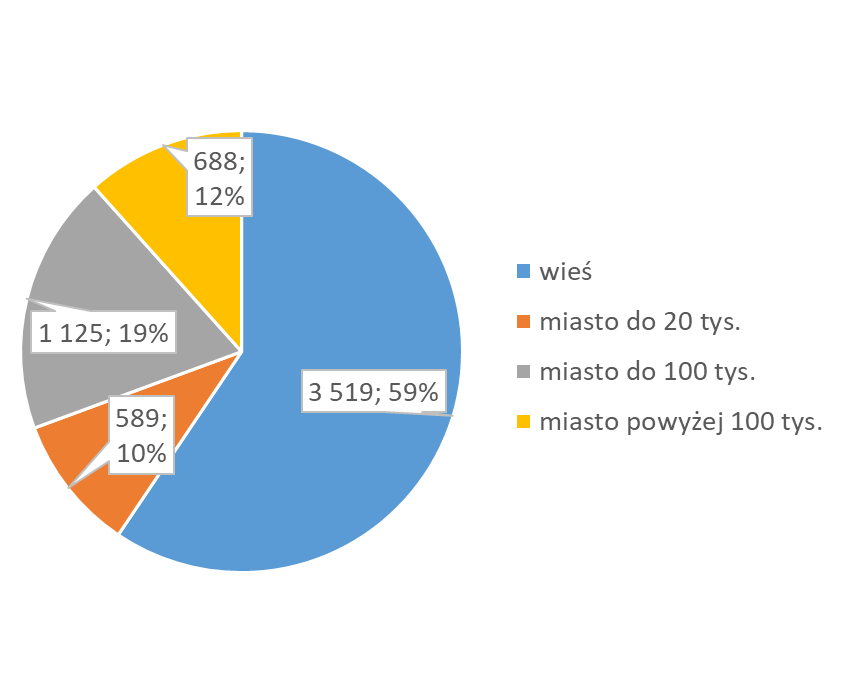 688;
12%
1 125; 19%
3 519; 59%
589;
10%
wieś
miasto do 20 tys.
miasto do 100 tys.
miasto powyżej 100 tys.